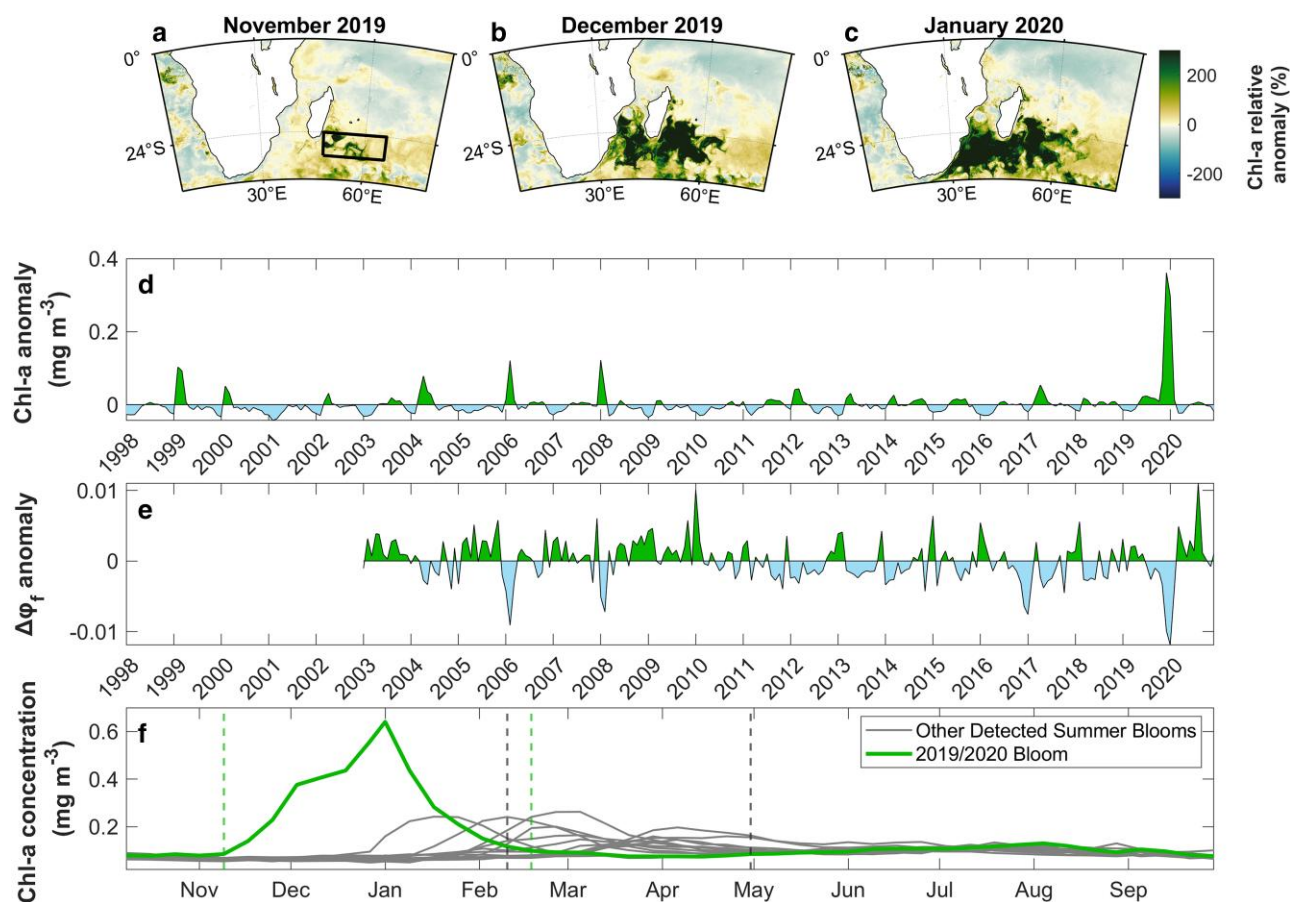 a November 2019
b December 2019
c January 2020
0°
24°S
30°E
60°E
0°
24°S
30°E
60°E
0°
24°S
30°E
60°E
200
0
-200
Chl-a relative
anomaly (%)
d
Chl-a anomaly
(mg m⁻³)
0.4
0.2
0
1998 1999 2000 2001 2002 2003 2004 2005 2006 2007 2008 2009 2010 2011 2012 2013 2014 2015 2016 2017 2018 2019 2020
e
Δφf anomaly
0.01
0
-0.01
1998 1999 2000 2001 2002 2003 2004 2005 2006 2007 2008 2009 2010 2011 2012 2013 2014 2015 2016 2017 2018 2019 2020
f
Chl-a concentration
(mg m⁻³)
0.6
0.4
0.2
Other Detected Summer Blooms
2019/2020 Bloom
Nov Dec Jan Feb Mar Apr May Jun Jul Aug Sep